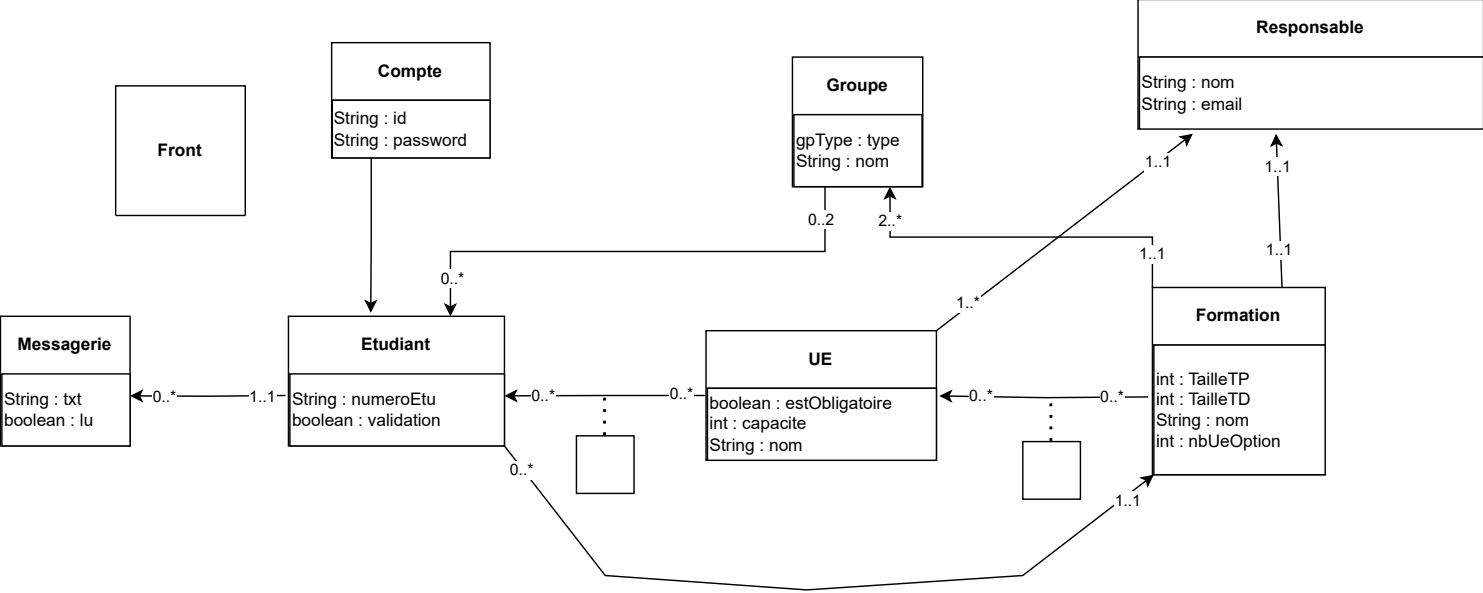 Responsable
String : nom
String : email
Compte
String : id
String : password
Groupe
gpType : type
String : nom
Front
1..1
1..1
0..2
2..*
1..1
1..1
0..*
1..*
Messagerie
String : txt
boolean : lu
0..*
1..1
Etudiant
String : numeroEtu
boolean : validation
0..*
0..*
UE
boolean : estObligatoire
int : capacite
String : nom
0..*
0..*
Formation
int : TailleTP
int : TailleTD
String : nom
int : nbUeOption
0..*
1..1